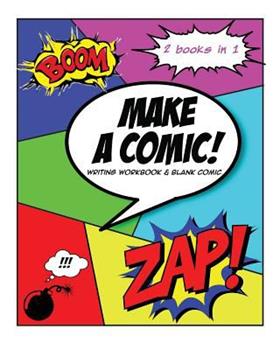 BOOM
2 books in 1
MAKE
A COMIC!
WRITING WORKBOOK & BLANK COMIC
!!!
ZAP!